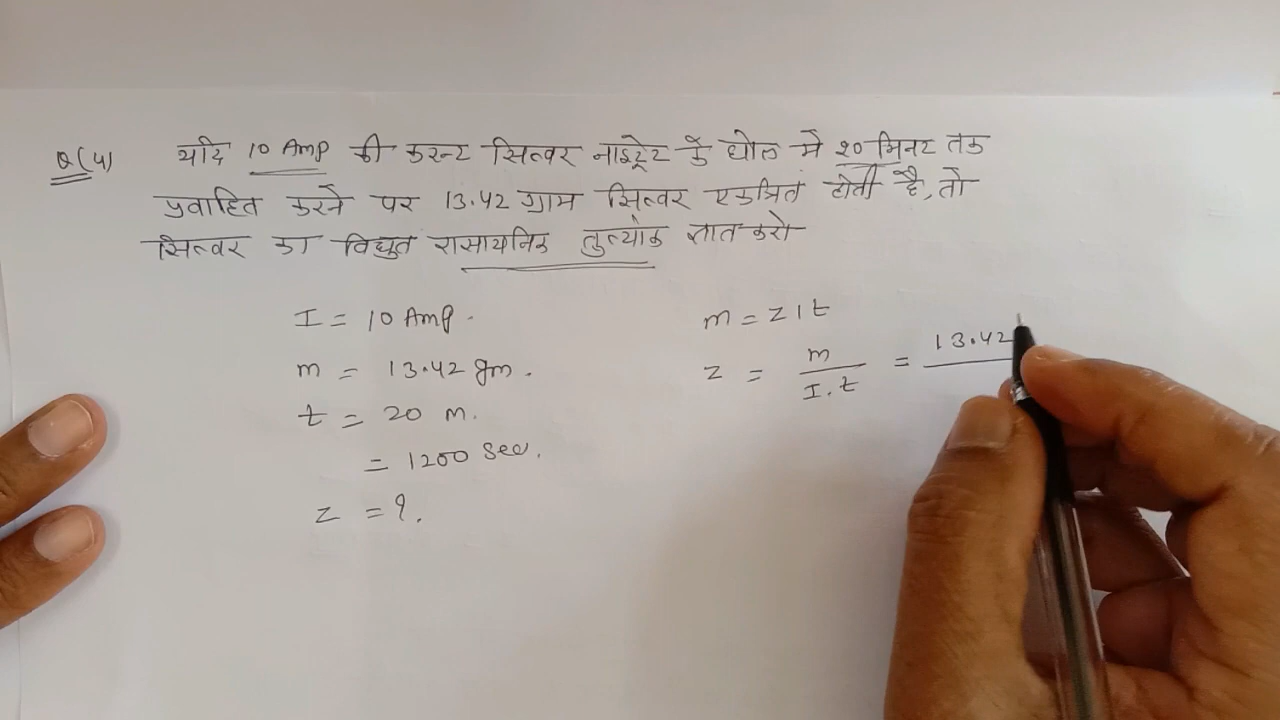 Q(4) यदि 10 Amp की करन्ट सिल्वर नाइट्रेट के घोल मे २० मिनट तक
प्रवाहित करने पर 13.42 ग्राम सिल्वर एकत्रित होती है, तो
सिल्वर का विद्युत रासायनिक तुल्यांक ज्ञात करो
I = 10 Amp.
m = 13.42 gm.
t = 20 m.
= 1200 Sec.
Z = ?.
m = Z I t
Z = m / I.t = 13.42